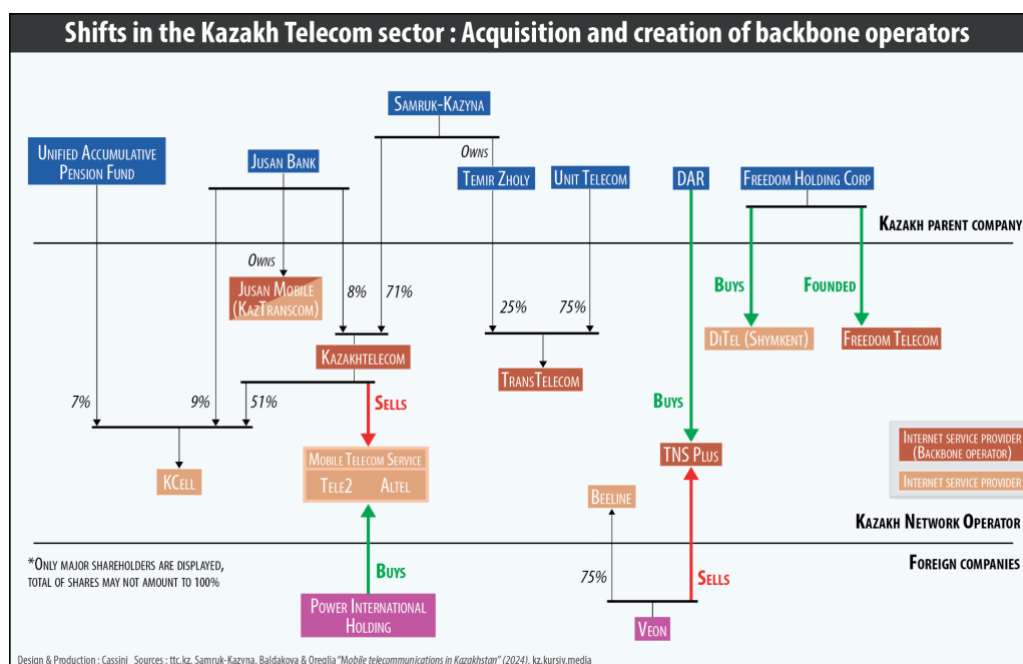 Shifts in the Kazakh Telecom sector : Acquisition and creation of backbone operators
Samruk-Kazyna
Unified Accumulative
Pension Fund
Jusan Bank
Owns
Temir Zholy
Unit Telecom
DAR
Freedom Holding Corp
Kazakh parent company
Owns
Jusan Mobile
(KazTranscom)
8%
71%
25%
75%
Buys
Founded
Kazakhtelecom
DiTel (Shymkent)
Freedom Telecom
TransTelecom
7%
9%
51%
Sells
Buys
KCell
Mobile Telecom Service
Tele2
Altel
TNS Plus
Beeline
Internet service provider
(Backbone operator)
Internet service provider
Kazakh Network Operator
Foreign companies
*Only major shareholders are displayed,
total of shares may not amount to 100%
Buys
75%
Sells
Power International
Holding
Veon
Design & Production : Cassini Sources : ttc.kz, Samruk-Kazyna, Baldakova & Oreglia "Mobile telecommunications in Kazakhstan" (2024), kz.kursiv.media